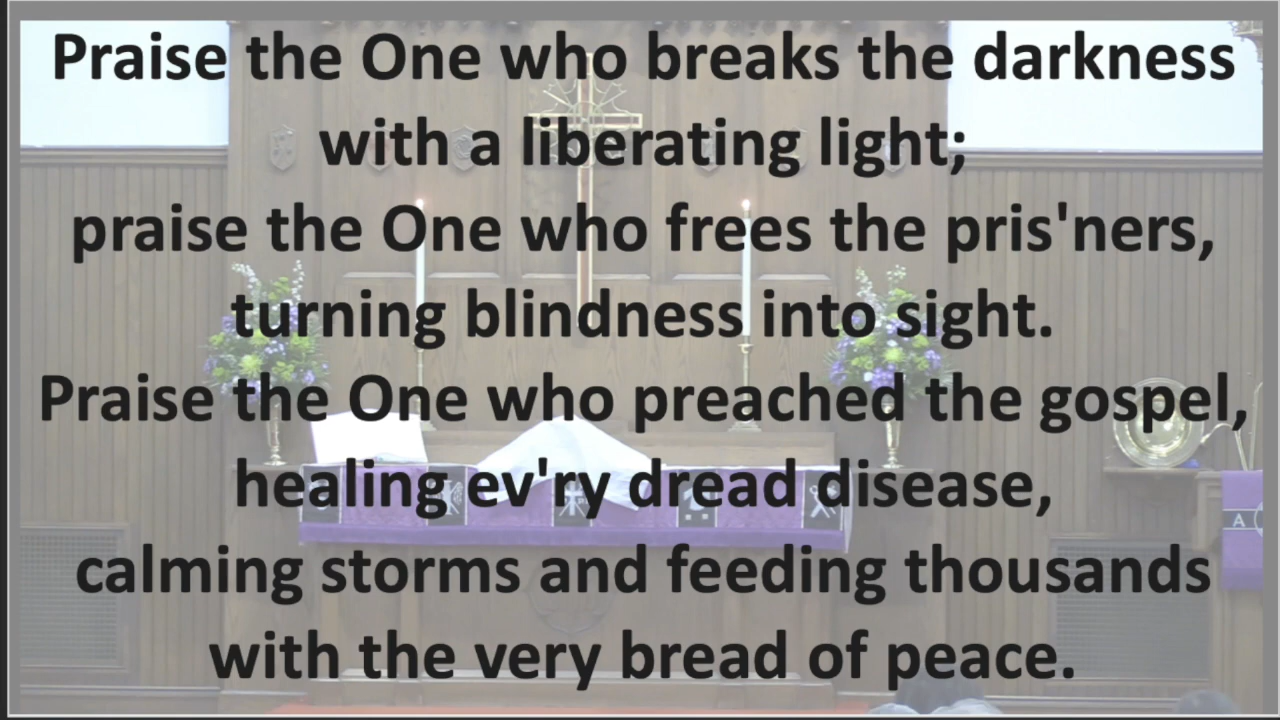 Praise the One who breaks the darkness
with a liberating light;
praise the One who frees the pris'ners,
turning blindness into sight.
Praise the One who preached the gospel,
healing ev'ry dread disease,
calming storms and feeding thousands
with the very bread of peace.
A